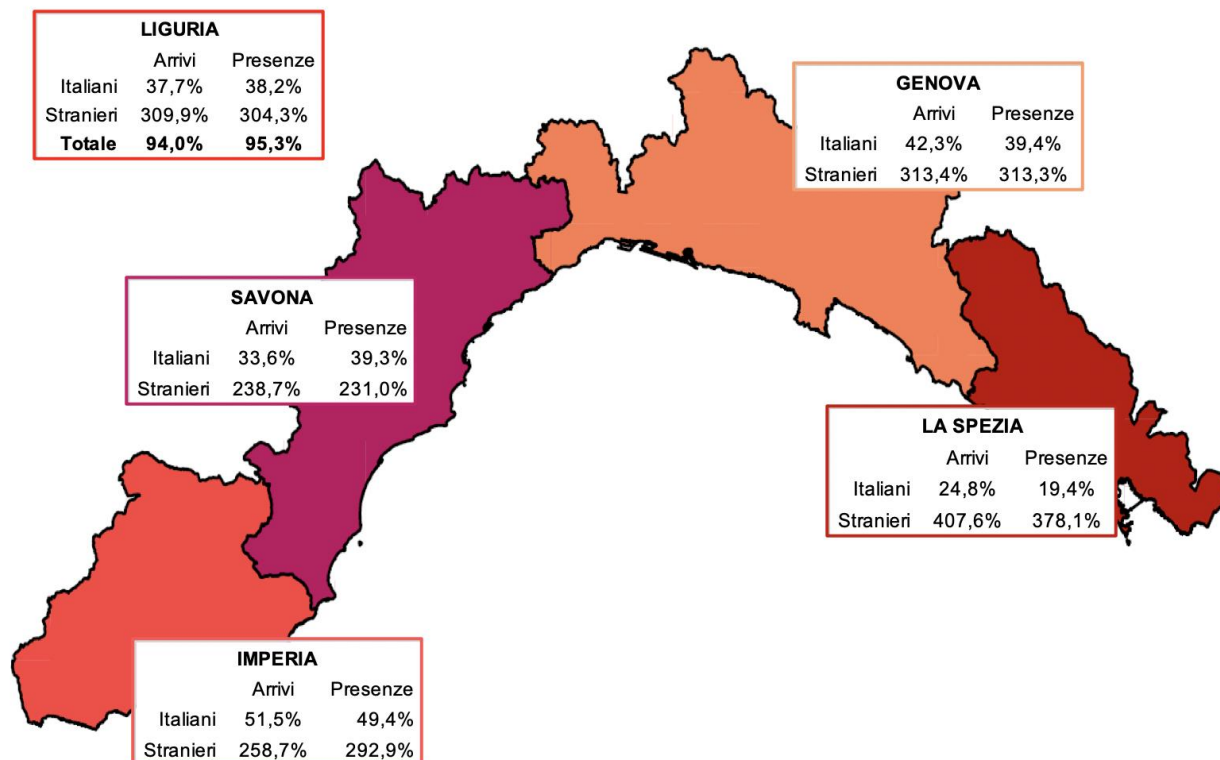 LIGURIA
Arrivi Presenze
Italiani 37,7% 38,2%
Stranieri 309,9% 304,3%
Totale 94,0% 95,3%
GENOVA
Arrivi Presenze
Italiani 42,3% 39,4%
Stranieri 313,4% 313,3%
SAVONA
Arrivi Presenze
Italiani 33,6% 39,3%
Stranieri 238,7% 231,0%
LA SPEZIA
Arrivi Presenze
Italiani 24,8% 19,4%
Stranieri 407,6% 378,1%
IMPERIA
Arrivi Presenze
Italiani 51,5% 49,4%
Stranieri 258,7% 292,9%